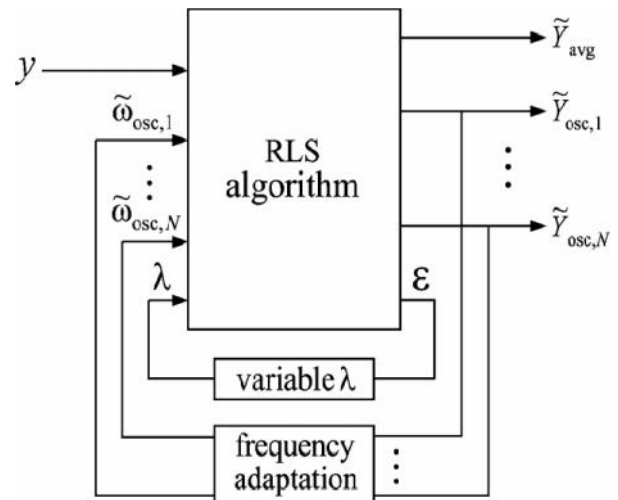 Ỹavg
y
ω̃osc,1
Ỹosc,1
RLS
algorithm
⋮
⋮
ω̃osc,N
Ỹosc,N
λ
ε
variable λ
frequency
adaptation
⋮